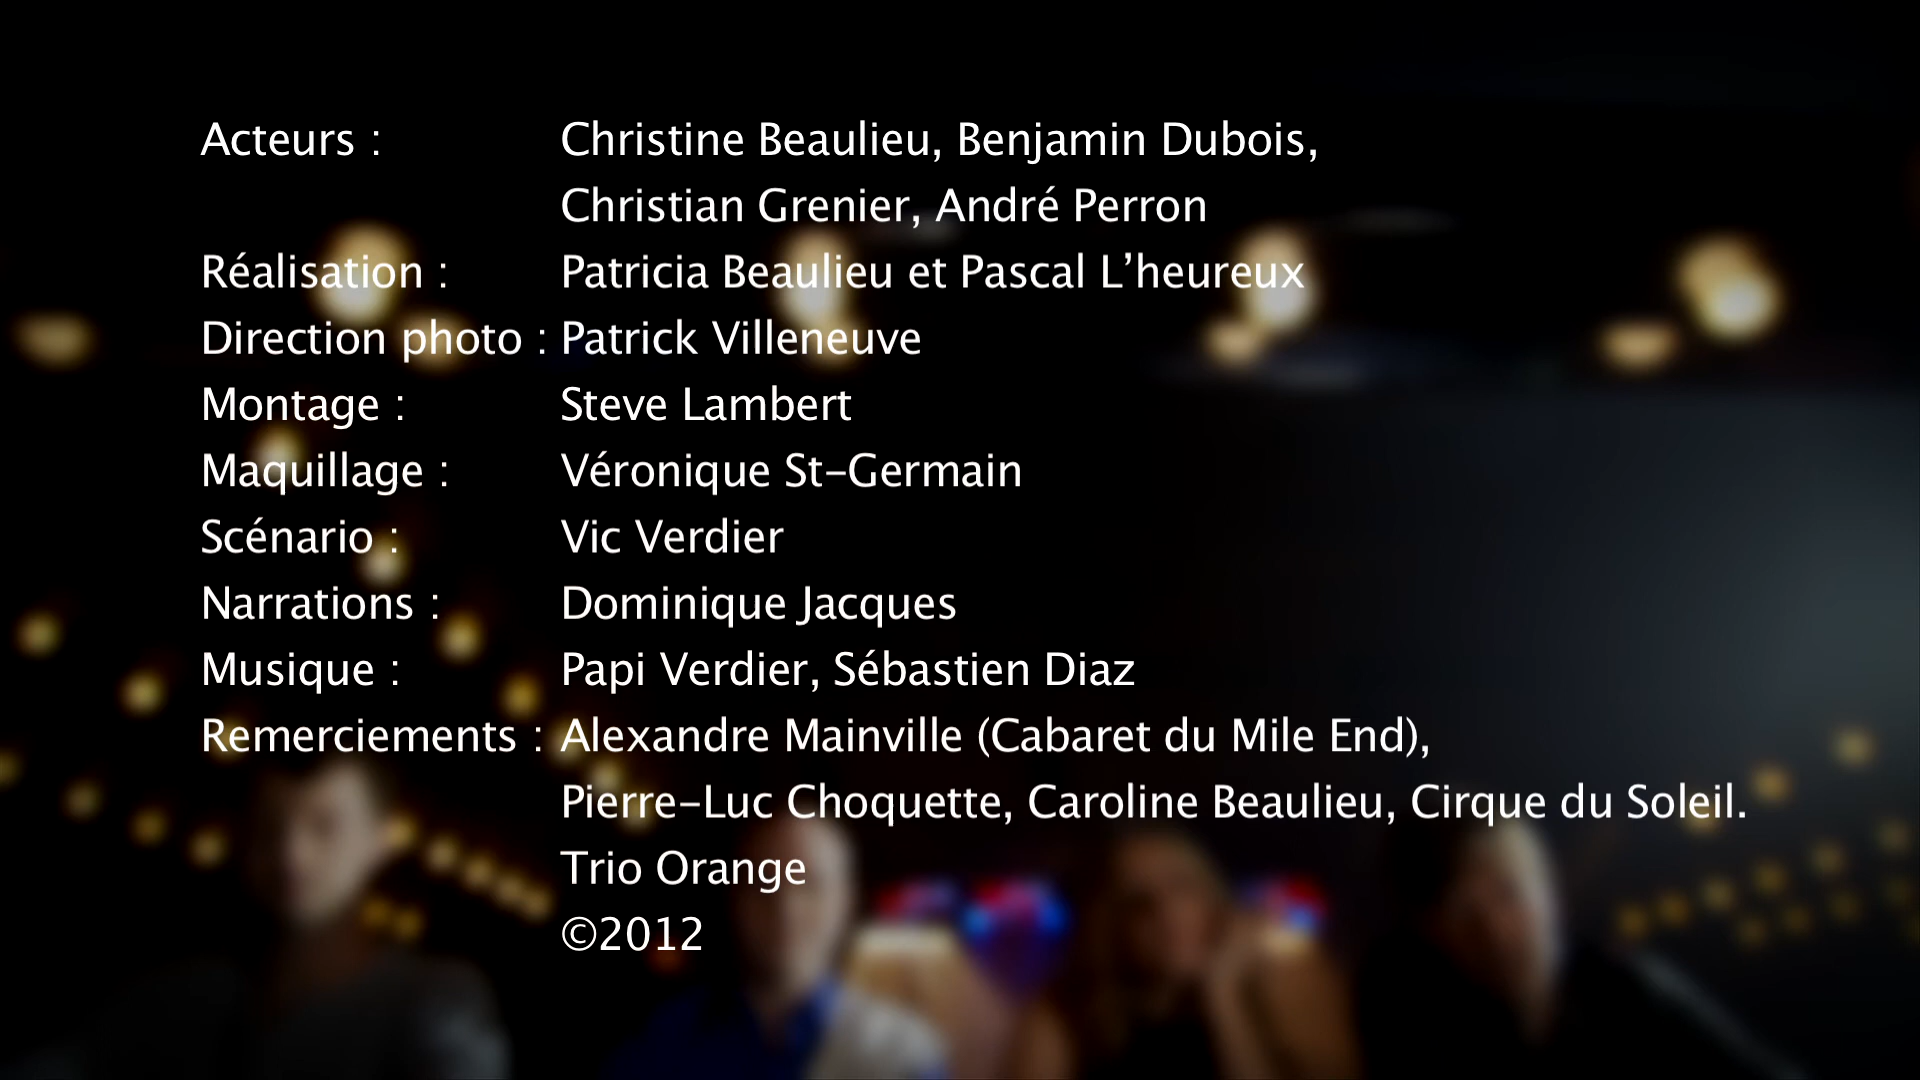 Acteurs : Christine Beaulieu, Benjamin Dubois,
Christian Grenier, André Perron
Réalisation : Patricia Beaulieu et Pascal L’heureux
Direction photo : Patrick Villeneuve
Montage : Steve Lambert
Maquillage : Véronique St-Germain
Scénario : Vic Verdier
Narrations : Dominique Jacques
Musique : Papi Verdier, Sébastien Diaz
Remerciements : Alexandre Mainville (Cabaret du Mile End),
Pierre-Luc Choquette, Caroline Beaulieu, Cirque du Soleil.
Trio Orange
©2012